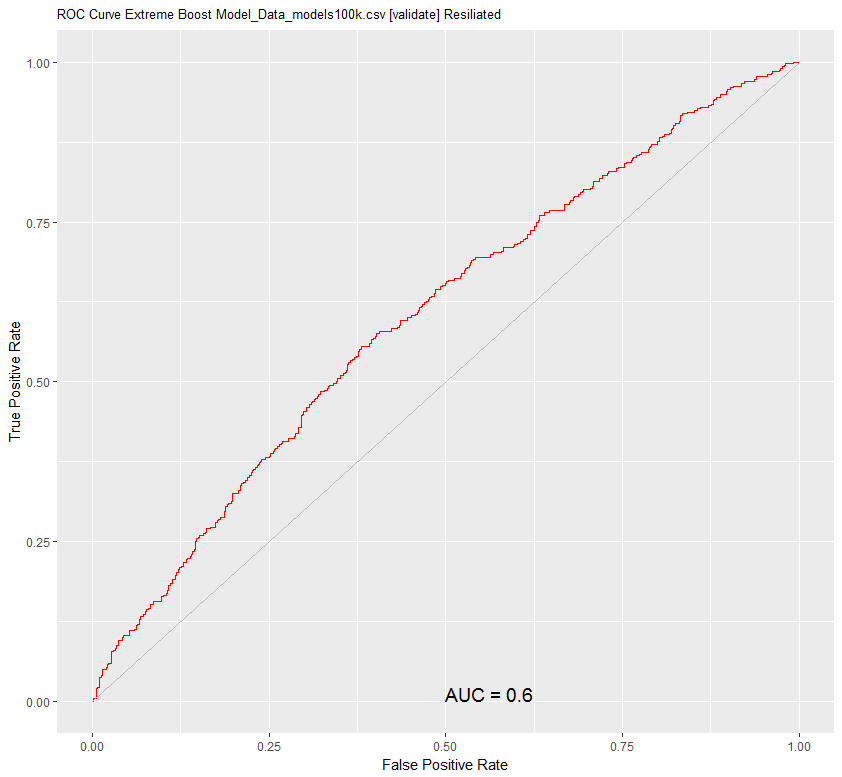 ROC Curve Extreme Boost Model_Data_models100k.csv [validate] Resiliated
1.00
0.75
0.50
0.25
0.00
True Positive Rate
AUC = 0.6
0.00 0.25 0.50 0.75 1.00
False Positive Rate